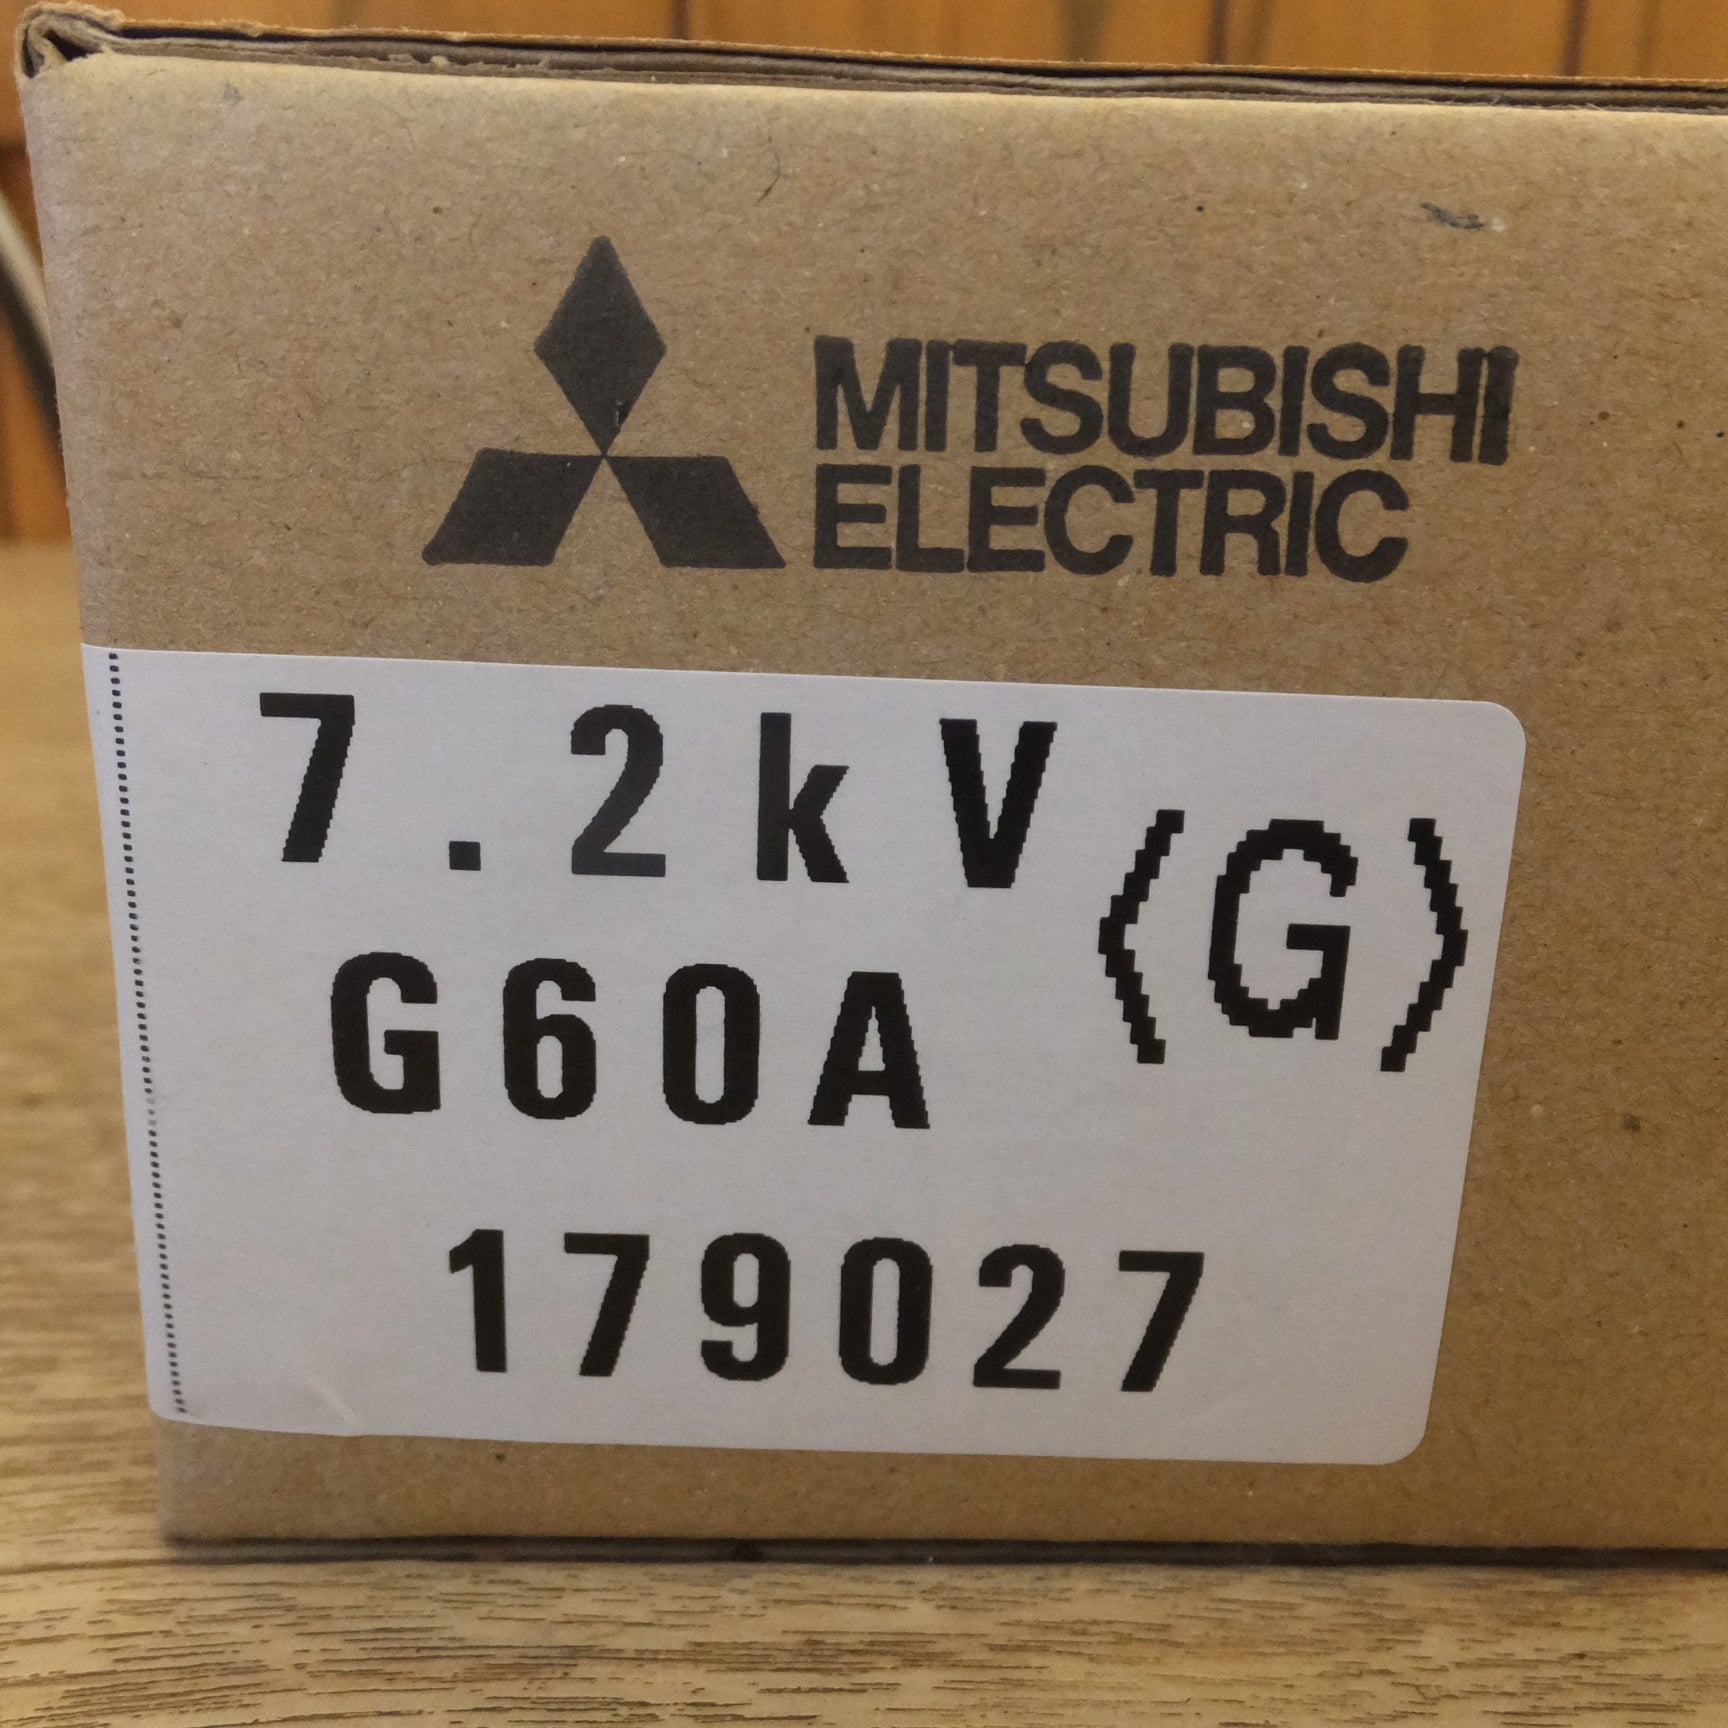 MITSUBISHI
ELECTRIC
7.2kV
(G)
G60A
179027